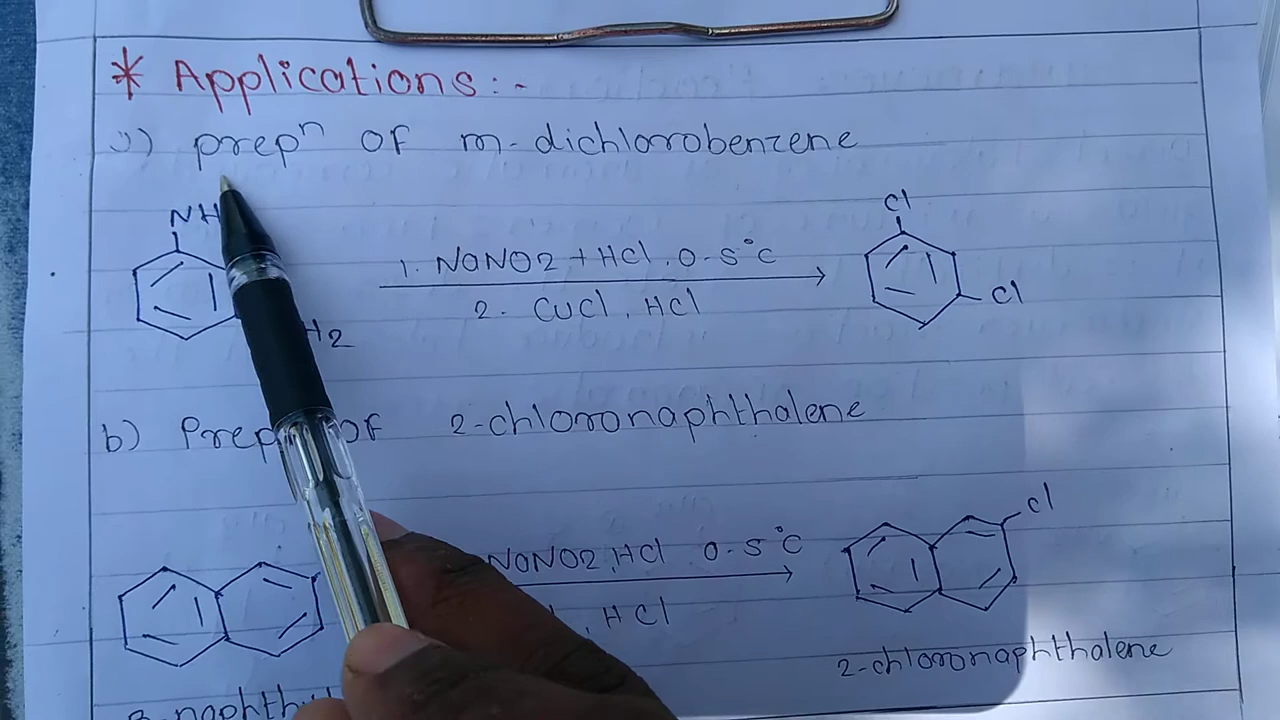 * Applications:-
a) prepn of m-dichlorobenzene
NH
H2
1. NaNO2 + HCl, 0-5°C
2. CuCl, HCl
Cl
Cl
b) Prep of 2-chloronaphthalene
NaNO2, HCl 0-5°C
, HCl
Cl
2-chloronaphthalene